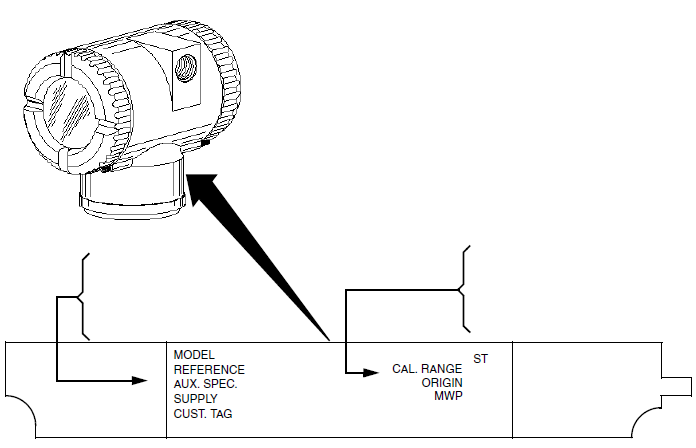 MODEL
REFERENCE
AUX. SPEC.
SUPPLY
CUST. TAG
ST
CAL. RANGE
ORIGIN
MWP